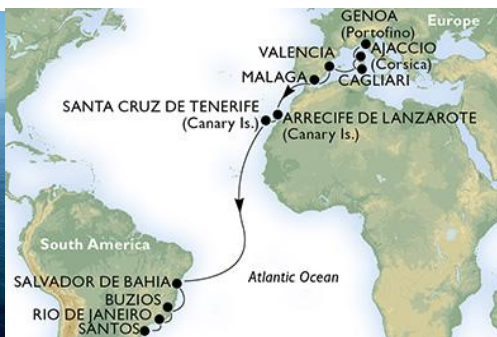 GENOA
(Portofino)
Europe
AJACCIO
(Corsica)
VALENCIA
MALAGA
CAGLIARI
SANTA CRUZ DE TENERIFE
(Canary Is.)
ARRECIFE DE LANZAROTE
(Canary Is.)
South America
SALVADOR DE BAHIA
Atlantic Ocean
BUZIOS
RIO DE JANEIRO
SANTOS